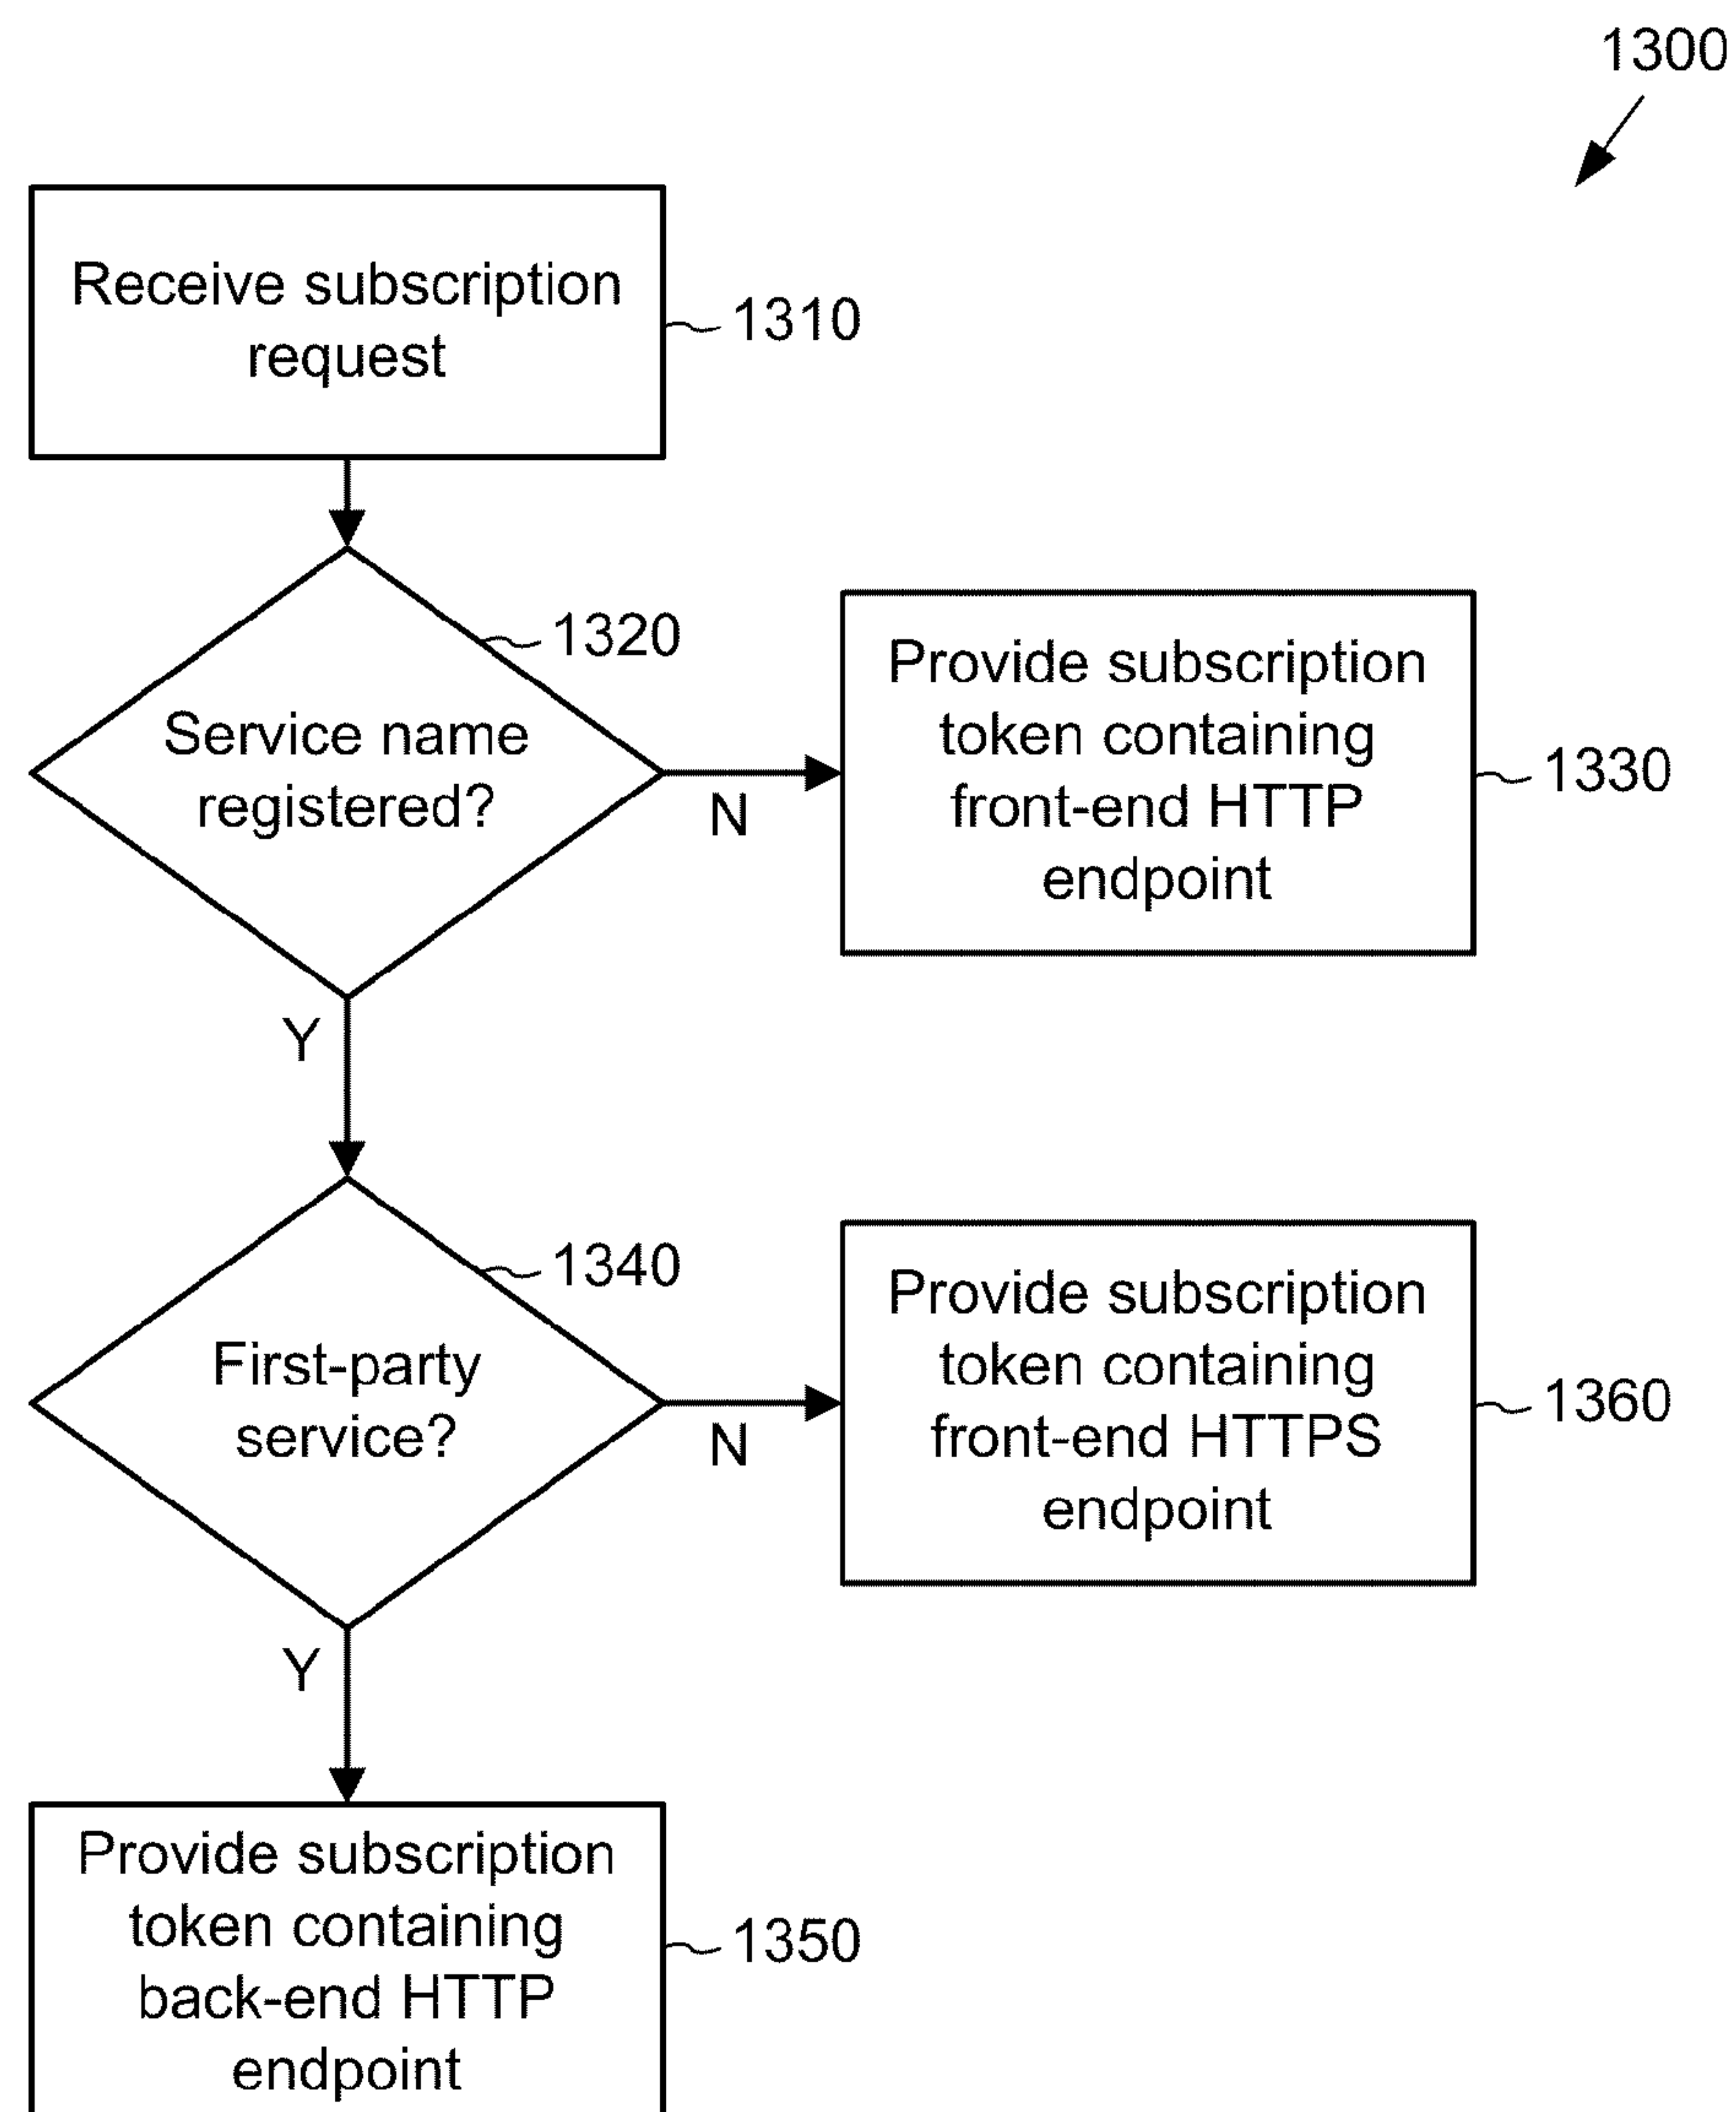 1300
Receive subscription
request
1310
1320
Service name
registered?
N
Y
Provide subscription
token containing
front-end HTTP
endpoint
1330
1340
First-party
service?
N
Y
Provide subscription
token containing
front-end HTTPS
endpoint
1360
Provide subscription
token containing
back-end HTTP
endpoint
1350